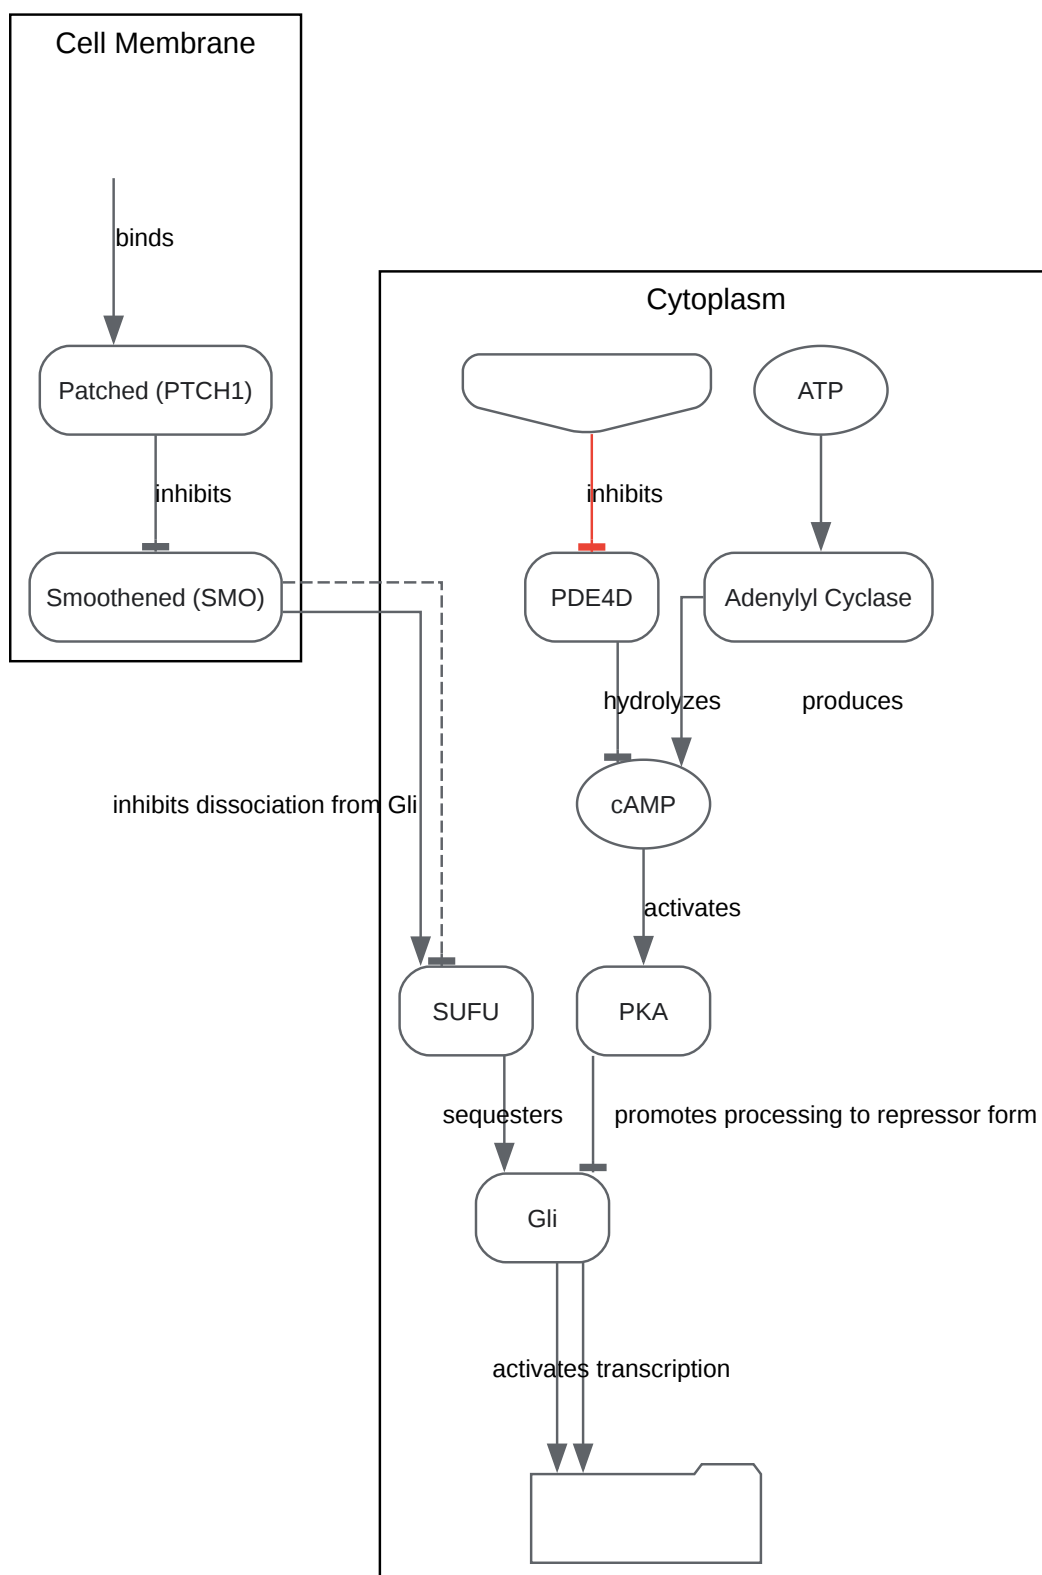 Cell Membrane
binds
Cytoplasm
Patched (PTCH1)
ATP
inhibits
inhibits
Smoothened (SMO)
PDE4D
Adenylyl Cyclase
hydrolyzes
produces
inhibits dissociation from Gli
cAMP
activates
SUFU
PKA
sequesters
promotes processing to repressor form
Gli
activates transcription